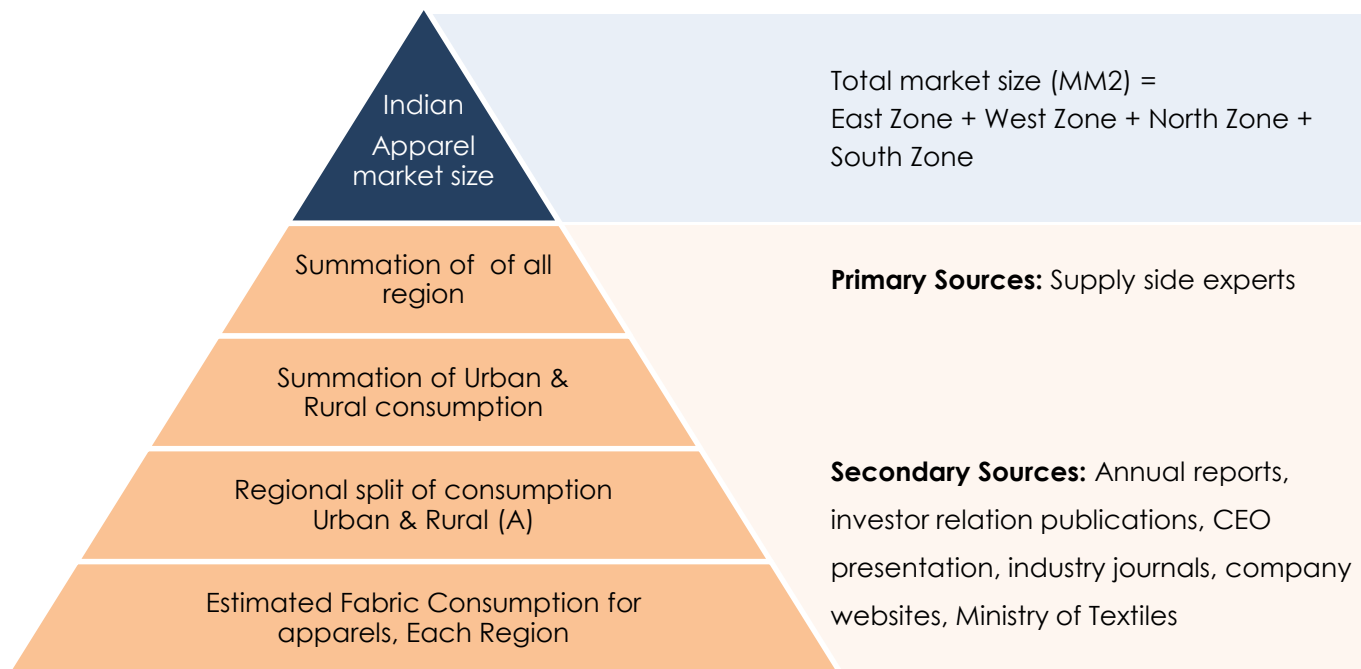 Indian
Apparel
market size
Total market size (MM2) =
East Zone + West Zone + North Zone +
South Zone
Summation of of all
region
Primary Sources: Supply side experts
Summation of Urban &
Rural consumption
Regional split of consumption
Urban & Rural (A)
Secondary Sources: Annual reports,
investor relation publications, CEO
presentation, industry journals, company
websites, Ministry of Textiles
Estimated Fabric Consumption for
apparels, Each Region